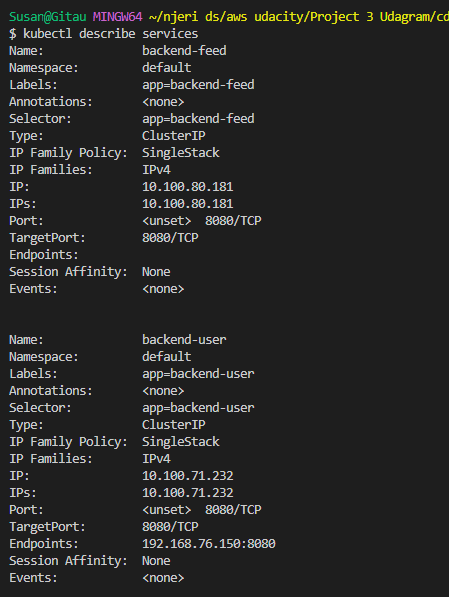 Susan@Gitau MINGW64 ~/njeri ds/aws udacity/Project 3 Udagram/cd
$ kubectl describe services
Name:              backend-feed
Namespace:         default
Labels:            app=backend-feed
Annotations:       <none>
Selector:          app=backend-feed
Type:              ClusterIP
IP Family Policy:  SingleStack
IP Families:       IPv4
IP:                10.100.80.181
IPs:               10.100.80.181
Port:              <unset>  8080/TCP
TargetPort:        8080/TCP
Endpoints:
Session Affinity:  None
Events:            <none>
Name:              backend-user
Namespace:         default
Labels:            app=backend-user
Annotations:       <none>
Selector:          app=backend-user
Type:              ClusterIP
IP Family Policy:  SingleStack
IP Families:       IPv4
IP:                10.100.71.232
IPs:               10.100.71.232
Port:              <unset>  8080/TCP
TargetPort:        8080/TCP
Endpoints:         192.168.76.150:8080
Session Affinity:  None
Events:            <none>